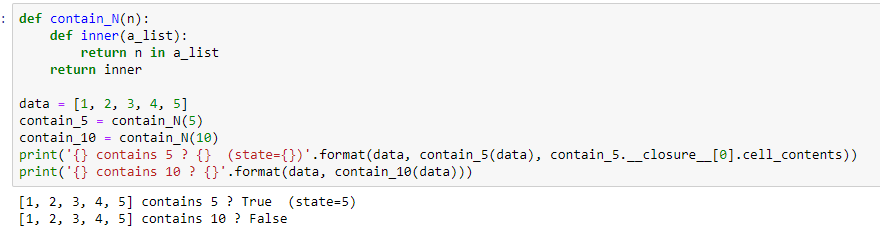 :
def contain_N(n):
    def inner(a_list):
        return n in a_list
    return inner

data = [1, 2, 3, 4, 5]
contain_5 = contain_N(5)
contain_10 = contain_N(10)
print('{} contains 5 ? {}  (state={})'.format(data, contain_5(data), contain_5.__closure__[0].cell_contents))
print('{} contains 10 ? {}'.format(data, contain_10(data)))
[1, 2, 3, 4, 5] contains 5 ? True  (state=5)
[1, 2, 3, 4, 5] contains 10 ? False